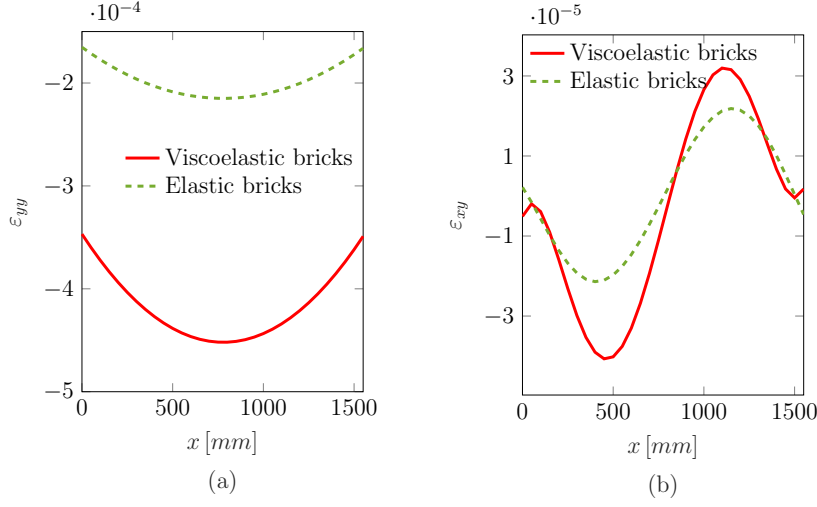 ·10⁻⁴
−2
−3
−4
−5
0
500
1000
1500
ε_yy
x [mm]
Viscoelastic bricks
Elastic bricks
(a)
·10⁻⁵
3
1
−1
−3
0
500
1000
1500
ε_xy
x [mm]
Viscoelastic bricks
Elastic bricks
(b)